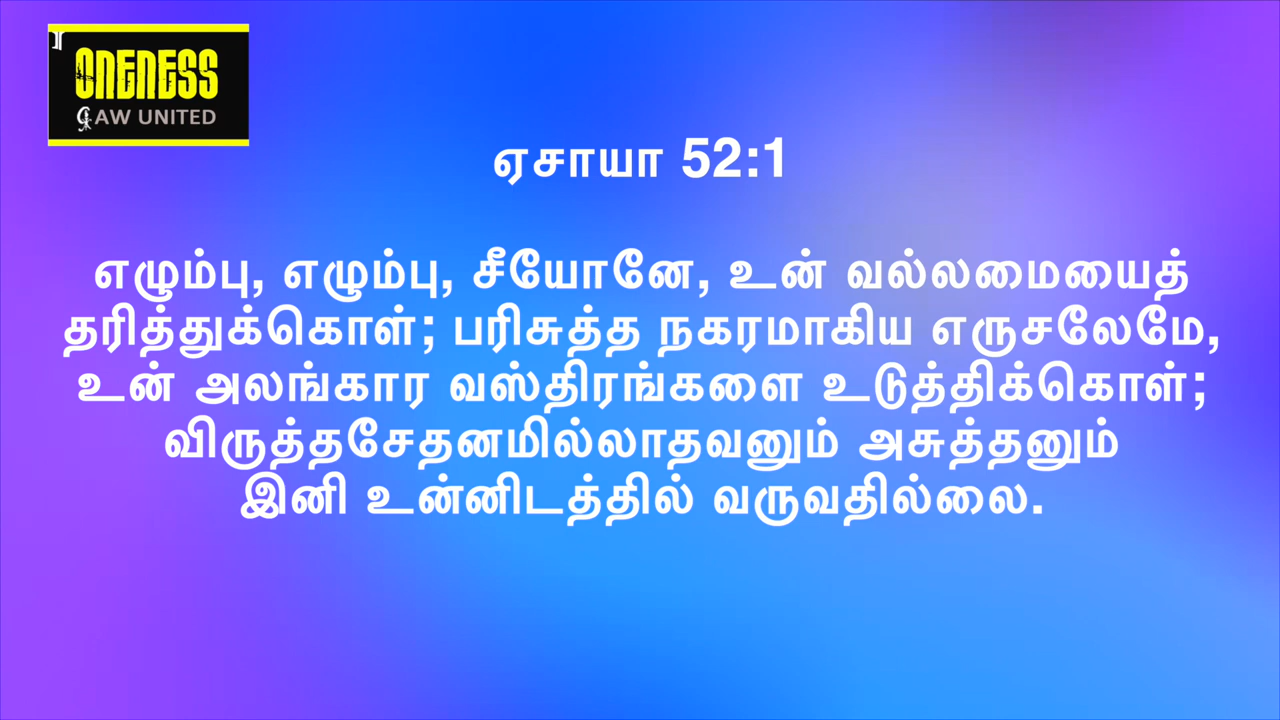 ONENESS
LAW UNITED
ஏசாயா 52:1
எழும்பு, எழும்பு, சீயோனே, உன் வல்லமையைத்
தரித்துக்கொள்; பரிசுத்த நகரமாகிய எருசலேமே,
உன் அலங்கார வஸ்திரங்களை உடுத்திக்கொள்;
விருத்தசேதனமில்லாதவனும் அசுத்தனும்
இனி உன்னிடத்தில் வருவதில்லை.